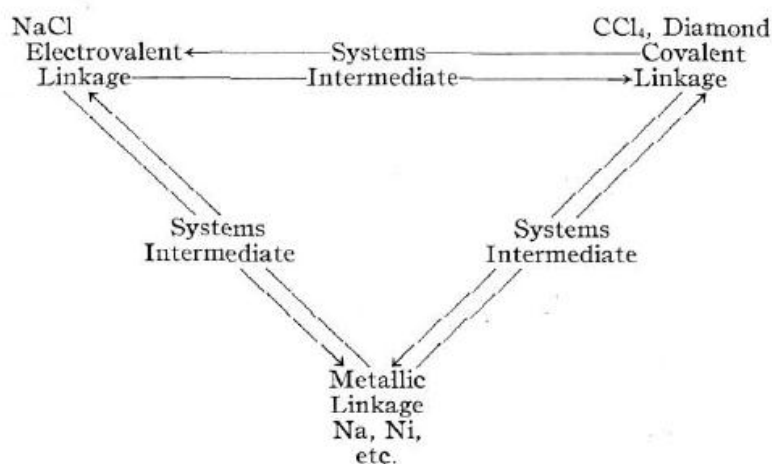 NaCl
CCl₄, Diamond
Electrovalent
Systems
Covalent
Linkage
Intermediate
Linkage
Systems
Intermediate
Systems
Intermediate
Metallic
Linkage
Na, Ni,
etc.